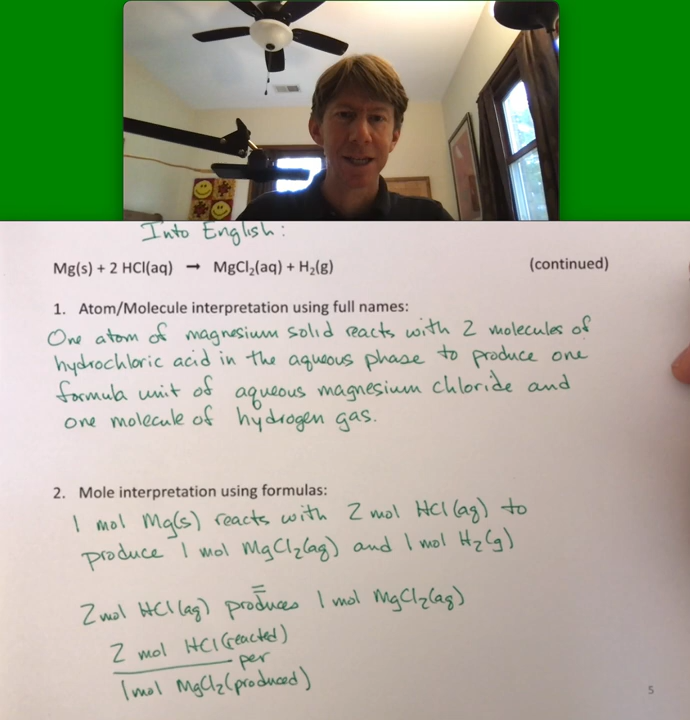 Into English:
Mg(s) + 2 HCl(aq) → MgCl₂(aq) + H₂(g) (continued)
1. Atom/Molecule interpretation using full names:
One atom of magnesium solid reacts with 2 molecules of
hydrochloric acid in the aqueous phase to produce one
formula unit of aqueous magnesium chloride and
one molecule of hydrogen gas.
2. Mole interpretation using formulas:
1 mol Mg(s) reacts with 2 mol HCl(aq) to
produce 1 mol MgCl₂(aq) and 1 mol H₂(g)
=
2 mol HCl(aq) produces 1 mol MgCl₂(aq)
2 mol HCl(reacted)
per
1 mol MgCl₂(produced)
5